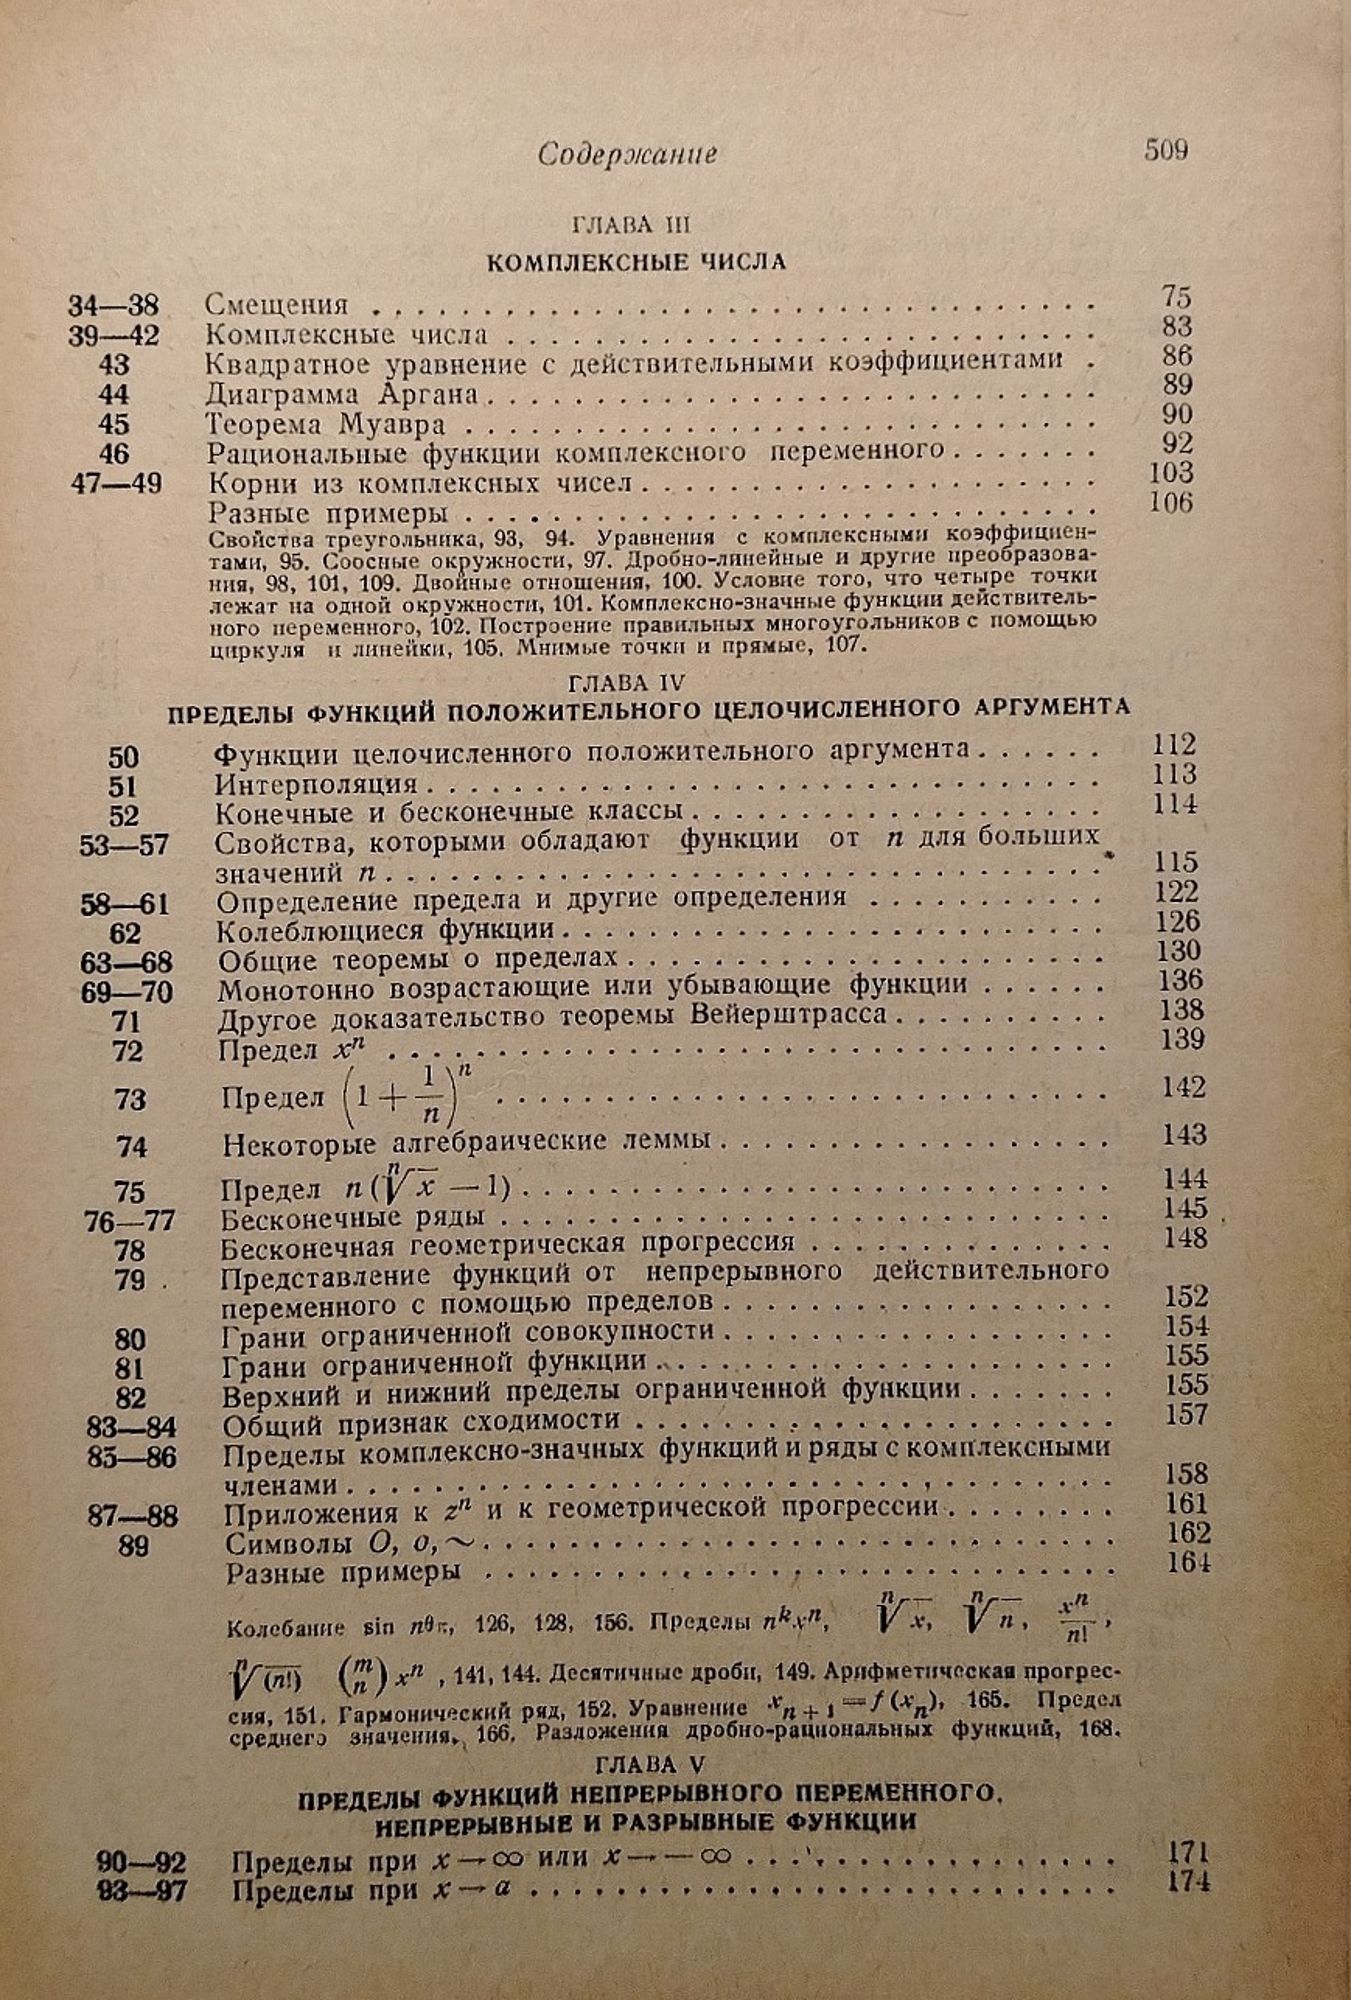 Содержание 509
ГЛАВА III
КОМПЛЕКСНЫЕ ЧИСЛА
34—38 Смещения . . . . . . . . . . . . . . . . . . . . 75
39—42 Комплексные числа . . . . . . . . . . . . . . . . 83
43 Квадратное уравнение с действительными коэффициентами . 86
44 Диаграмма Аргана . . . . . . . . . . . . . . . . 89
45 Теорема Муавра . . . . . . . . . . . . . . . . . 90
46 Рациональные функции комплексного переменного . . . . . . . 92
47—49 Корни из комплексных чисел . . . . . . . . . . . . . 103
Разные примеры . . . . . . . . . . . . . . . . . 106
Свойства треугольника, 93, 94. Уравнения с комплексными коэффициен-
тами, 95. Соосные окружности, 97. Дробно-линейные и другие преобразова-
ния, 98, 101, 109. Двойные отношения, 100. Условие того, что четыре точки
лежат на одной окружности, 101. Комплексно-значные функции действитель-
ного переменного, 102. Построение правильных многоугольников с помощью
циркуля и линейки, 105. Мнимые точки и прямые, 107.
ГЛАВА IV
ПРЕДЕЛЫ ФУНКЦИЙ ПОЛОЖИТЕЛЬНОГО ЦЕЛОЧИСЛЕННОГО АРГУМЕНТА
50 Функции целочисленного положительного аргумента . . . . . . 112
51 Интерполяция . . . . . . . . . . . . . . . . . . 113
52 Конечные и бесконечные классы . . . . . . . . . . . . 114
53—57 Свойства, которыми обладают функции от n для больших
значений n . . . . . . . . . . . . . . . . . . . 115
58—61 Определение предела и другие определения . . . . . . . . . . . 122
62 Колеблющиеся функции . . . . . . . . . . . . . . . 126
63—68 Общие теоремы о пределах . . . . . . . . . . . . . . 130
69—70 Монотонно возрастающие или убывающие функции . . . . . . 136
71 Другое доказательство теоремы Вейерштрасса . . . . . . . . . . 138
72 Предел xⁿ . . . . . . . . . . . . . . . . . . . 139
73 Предел (1 + 1/n)ⁿ . . . . . . . . . . . . . . . . 142
74 Некоторые алгебраические леммы . . . . . . . . . . . . 143
75 Предел n (ⁿ√x — 1) . . . . . . . . . . . . . . . . 144
76—77 Бесконечные ряды . . . . . . . . . . . . . . . . . 145
78 Бесконечная геометрическая прогрессия . . . . . . . . . . . . . 148
79 Представление функций от непрерывного действительного
переменного с помощью пределов . . . . . . . . . . . . 152
80 Грани ограниченной совокупности . . . . . . . . . . . . 154
81 Грани ограниченной функции . . . . . . . . . . . . . 155
82 Верхний и нижний пределы ограниченной функции . . . . . . . 155
83—84 Общий признак сходимости . . . . . . . . . . . . . . 157
85—86 Пределы комплексно-значных функций и ряды с комплексными
членами . . . . . . . . . . . . . . . . . . . . 158
87—88 Приложения к zⁿ и к геометрической прогрессии . . . . . . . . 161
89 Символы O, o, ~ . . . . . . . . . . . . . . . . . 162
Разные примеры . . . . . . . . . . . . . . . . . 164
Колебание sin nθπ, 126, 128, 156. Пределы nᵏxⁿ, ⁿ√x, ⁿ√n, xⁿ/n!,
ⁿ√(n!) (m/n) xⁿ , 141, 144. Десятичные дроби, 149. Арифметическая прогрес-
сия, 151. Гармонический ряд, 152. Уравнение xₙ₊₁ = f (xₙ), 165. Предел
среднего значения, 166. Разложения дробно-рациональных функций, 168.
ГЛАВА V
ПРЕДЕЛЫ ФУНКЦИЙ НЕПРЕРЫВНОГО ПЕРЕМЕННОГО.
НЕПРЕРЫВНЫЕ И РАЗРЫВНЫЕ ФУНКЦИИ
90—92 Пределы при x → ∞ или x → — ∞ . . . . . . . . . . . . . 171
93—97 Пределы при x → a . . . . . . . . . . . . . . . . 174